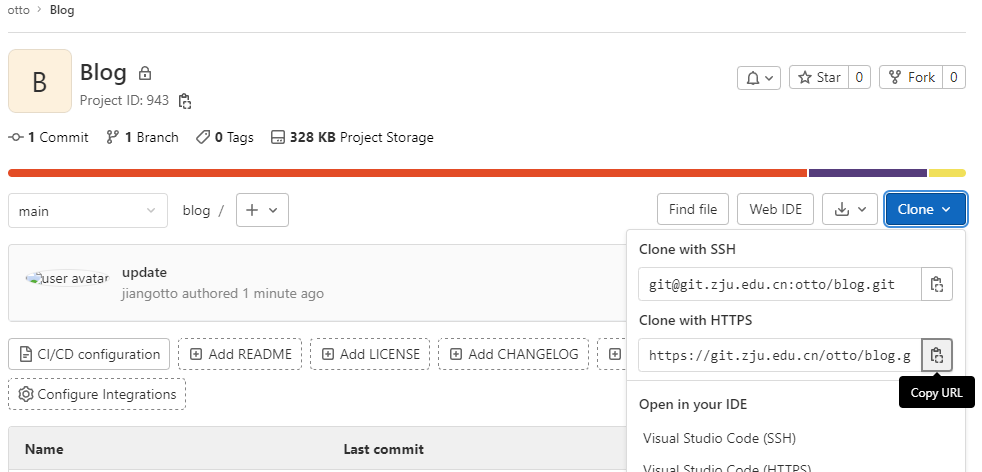 otto › Blog
B
Blog
Project ID: 943
Star 0
Fork 0
1 Commit 1 Branch 0 Tags 328 KB Project Storage
main
blog /
Find file Web IDE Clone
Clone with SSH
git@git.zju.edu.cn:otto/blog.git
Clone with HTTPS
https://git.zju.edu.cn/otto/blog.g
Copy URL
Open in your IDE
Visual Studio Code (SSH)
Visual Studio Code (HTTPS)
user avatar
update
jiangotto authored 1 minute ago
CI/CD configuration Add README Add LICENSE Add CHANGELOG
Configure Integrations
Name Last commit